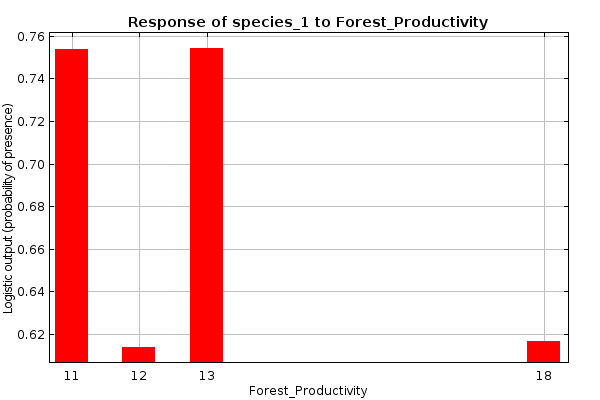 Response of species_1 to Forest_Productivity
Logistic output (probability of presence)
0.76
0.74
0.72
0.70
0.68
0.66
0.64
0.62
11 12 13 18
Forest_Productivity